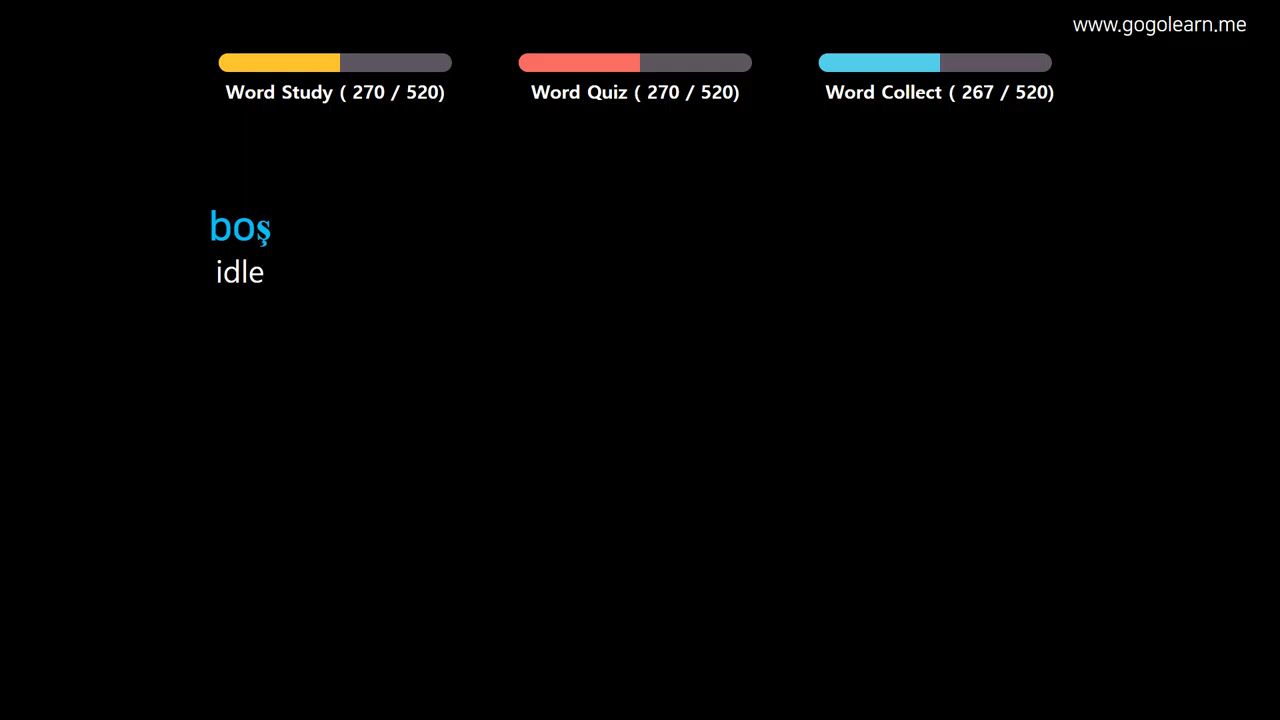 www.gogolearn.me
Word Study ( 270 / 520)
Word Quiz ( 270 / 520)
Word Collect ( 267 / 520)
boş
idle